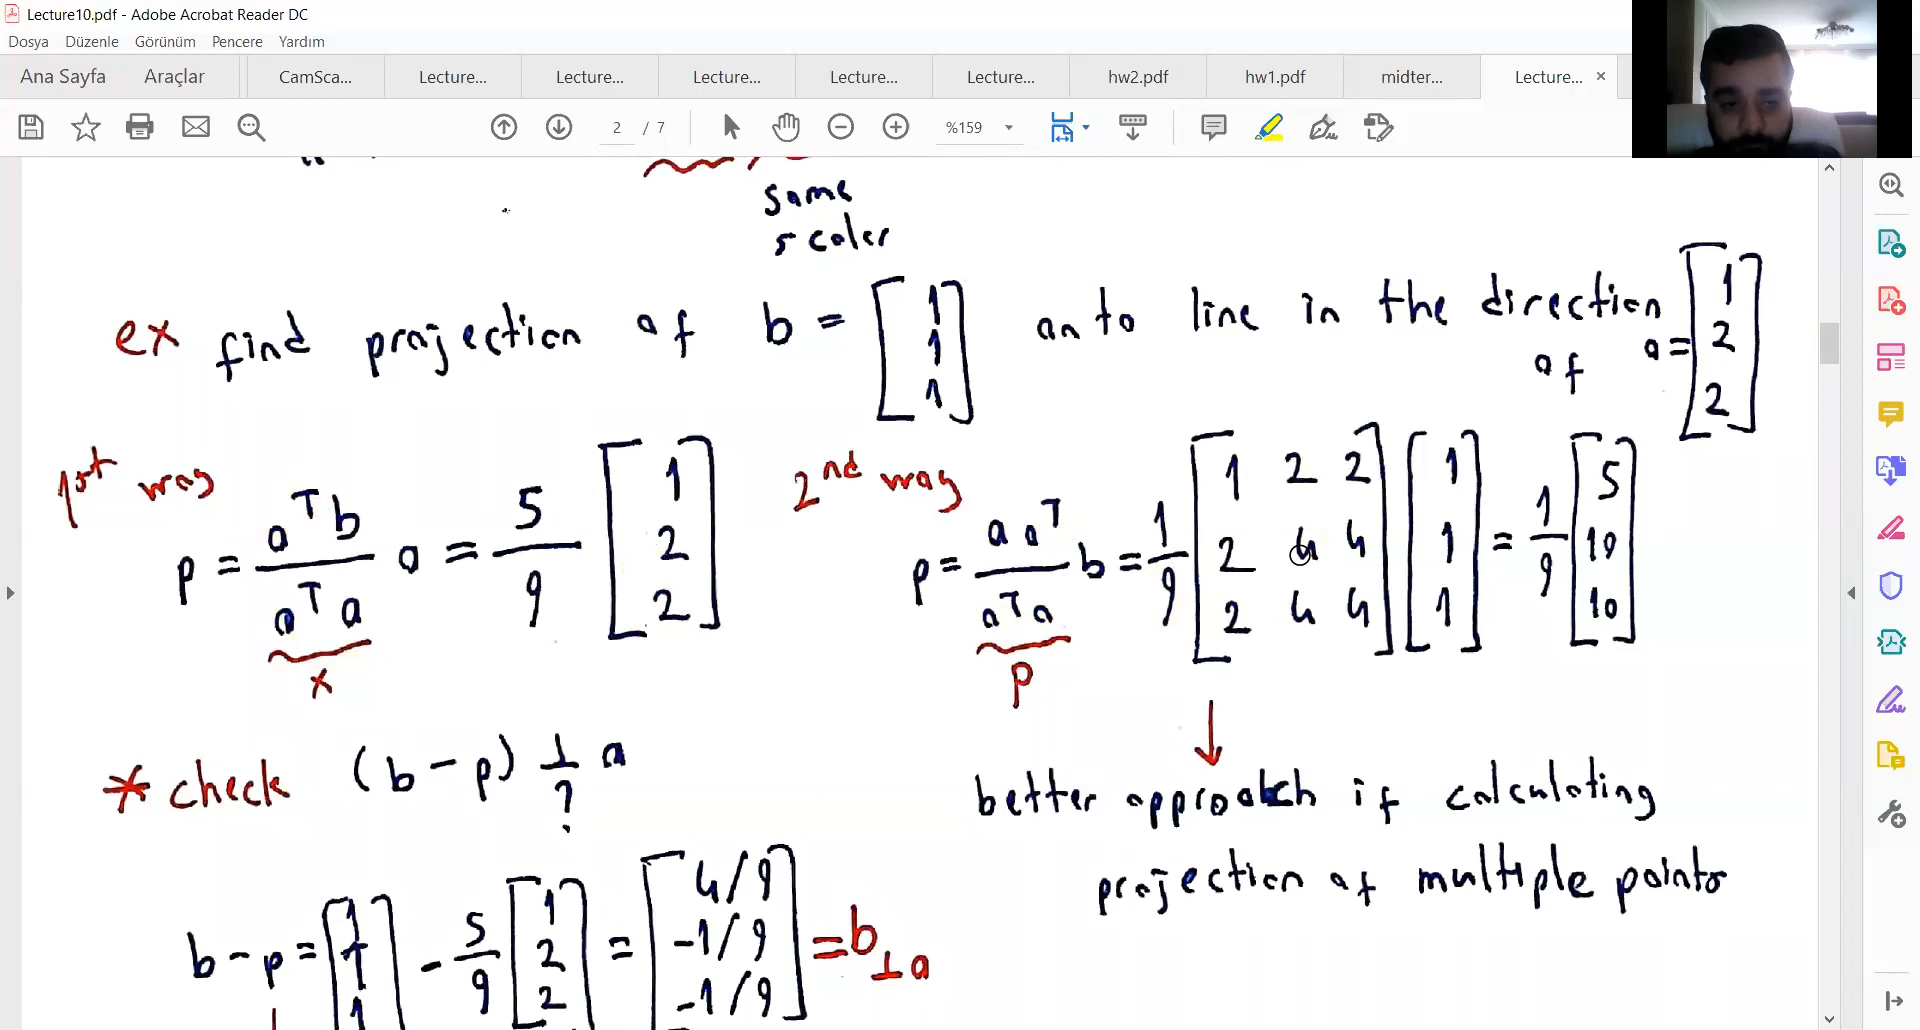 Lecture10.pdf - Adobe Acrobat Reader DC
Dosya Düzenle Görünüm Pencere Yardım
Ana Sayfa Araçlar CamSca... Lecture... Lecture... Lecture... Lecture... Lecture... hw2.pdf hw1.pdf midter... Lecture... ×
2 / 7 %159
same
scaler
ex find projection of b = [1 1 1] onto line in the direction
of a = [1 2 2]
1st way
p = aᵀb / aᵀa a = 5/9 [1 2 2]
x
2nd way
p = a aᵀ / aᵀa b = 1/9 [1 2 2; 2 4 4; 2 4 4] [1 1 1] = 1/9 [5 10 10]
P
* check (b - p) ⊥ a
?
better approach if calculating
projection of multiple points
b - p = [1 1 1] - 5/9 [1 2 2] = [4/9 -1/9 -1/9] = b⊥a